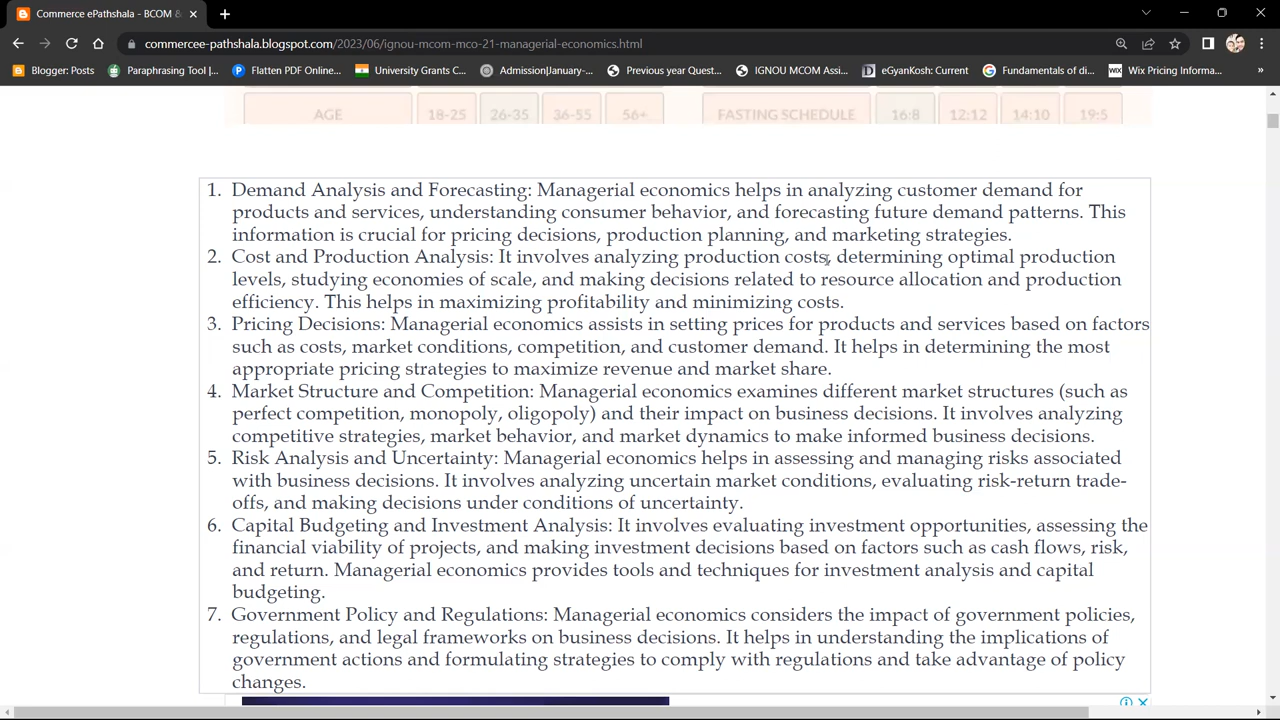 Commerce ePathshala - BCOM &
commercee-pathshala.blogspot.com/2023/06/ignou-mcom-mco-21-managerial-economics.html
Blogger: Posts Paraphrasing Tool |... Flatten PDF Online... University Grants C... Admission|January-... Previous year Quest... IGNOU MCOM Assi... eGyanKosh: Current Fundamentals of di... WIX Wix Pricing Informa... »
AGE 18-25 26-35 36-55 56+ FASTING SCHEDULE 16:8 12:12 14:10 19:5
1. Demand Analysis and Forecasting: Managerial economics helps in analyzing customer demand for
products and services, understanding consumer behavior, and forecasting future demand patterns. This
information is crucial for pricing decisions, production planning, and marketing strategies.
2. Cost and Production Analysis: It involves analyzing production costs, determining optimal production
levels, studying economies of scale, and making decisions related to resource allocation and production
efficiency. This helps in maximizing profitability and minimizing costs.
3. Pricing Decisions: Managerial economics assists in setting prices for products and services based on factors
such as costs, market conditions, competition, and customer demand. It helps in determining the most
appropriate pricing strategies to maximize revenue and market share.
4. Market Structure and Competition: Managerial economics examines different market structures (such as
perfect competition, monopoly, oligopoly) and their impact on business decisions. It involves analyzing
competitive strategies, market behavior, and market dynamics to make informed business decisions.
5. Risk Analysis and Uncertainty: Managerial economics helps in assessing and managing risks associated
with business decisions. It involves analyzing uncertain market conditions, evaluating risk-return trade-
offs, and making decisions under conditions of uncertainty.
6. Capital Budgeting and Investment Analysis: It involves evaluating investment opportunities, assessing the
financial viability of projects, and making investment decisions based on factors such as cash flows, risk,
and return. Managerial economics provides tools and techniques for investment analysis and capital
budgeting.
7. Government Policy and Regulations: Managerial economics considers the impact of government policies,
regulations, and legal frameworks on business decisions. It helps in understanding the implications of
government actions and formulating strategies to comply with regulations and take advantage of policy
changes.